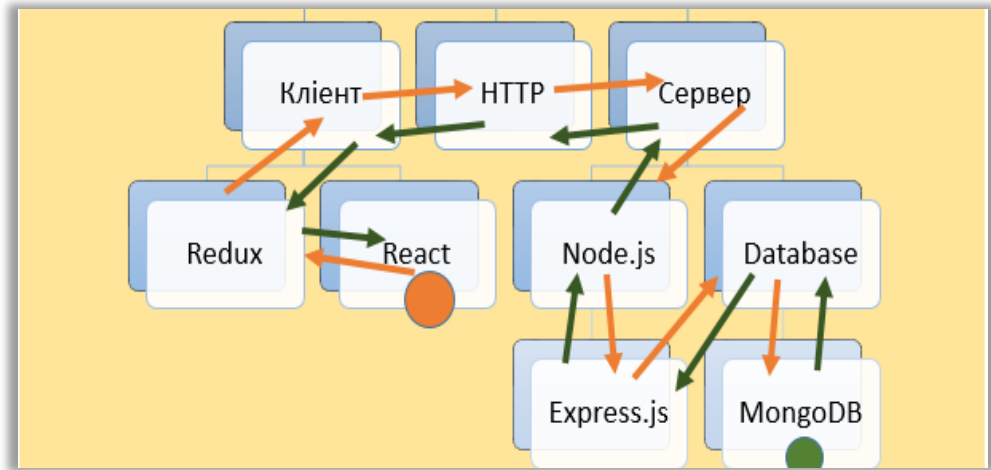 Клієнт
HTTP
Сервер
Redux
React
Node.js
Database
Express.js
MongoDB